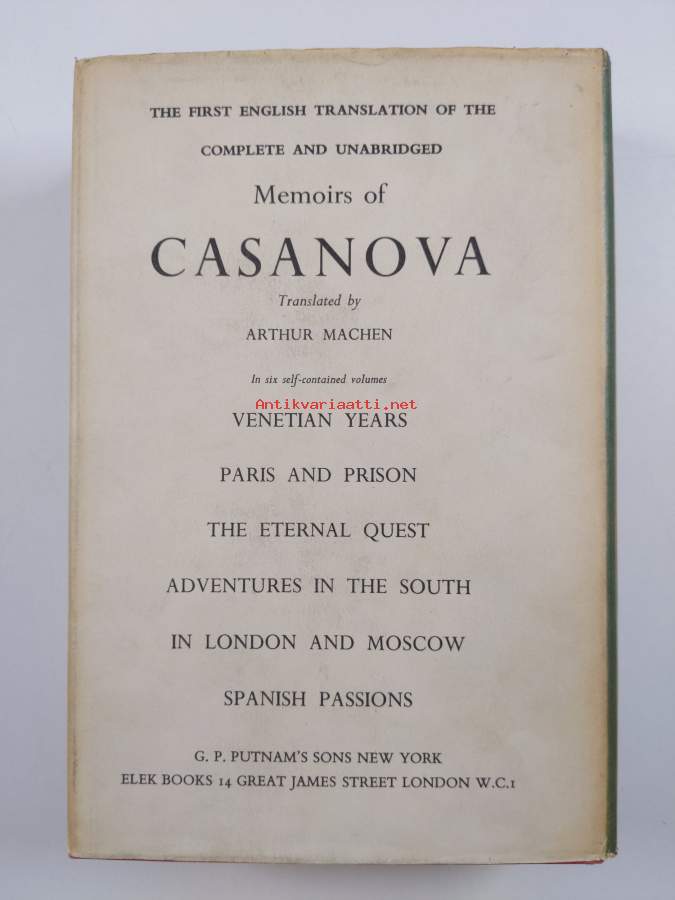 THE FIRST ENGLISH TRANSLATION OF THE
COMPLETE AND UNABRIDGED
Memoirs of
CASANOVA
Translated by
ARTHUR MACHEN
In six self-contained volumes
Antikvariaatti.net
VENETIAN YEARS
PARIS AND PRISON
THE ETERNAL QUEST
ADVENTURES IN THE SOUTH
IN LONDON AND MOSCOW
SPANISH PASSIONS
G. P. PUTNAM'S SONS NEW YORK
ELEK BOOKS 14 GREAT JAMES STREET LONDON W.C.1